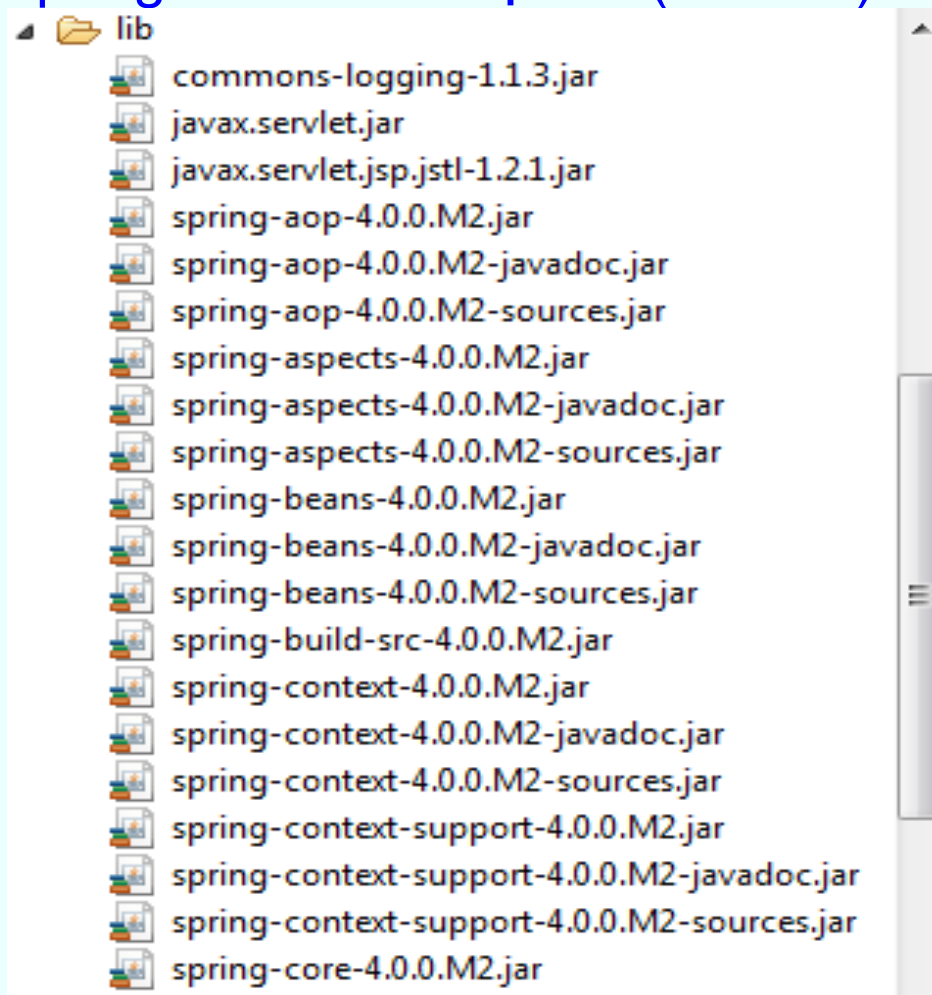 lib
commons-logging-1.1.3.jar
javax.servlet.jar
javax.servlet.jsp.jstl-1.2.1.jar
spring-aop-4.0.0.M2.jar
spring-aop-4.0.0.M2-javadoc.jar
spring-aop-4.0.0.M2-sources.jar
spring-aspects-4.0.0.M2.jar
spring-aspects-4.0.0.M2-javadoc.jar
spring-aspects-4.0.0.M2-sources.jar
spring-beans-4.0.0.M2.jar
spring-beans-4.0.0.M2-javadoc.jar
spring-beans-4.0.0.M2-sources.jar
spring-build-src-4.0.0.M2.jar
spring-context-4.0.0.M2.jar
spring-context-4.0.0.M2-javadoc.jar
spring-context-4.0.0.M2-sources.jar
spring-context-support-4.0.0.M2.jar
spring-context-support-4.0.0.M2-javadoc.jar
spring-context-support-4.0.0.M2-sources.jar
spring-core-4.0.0.M2.jar